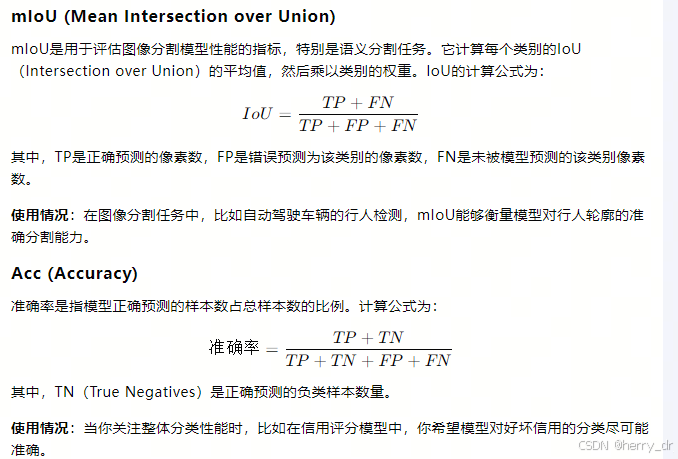 mIoU (Mean Intersection over Union)
mIoU是用于评估图像分割模型性能的指标，特别是语义分割任务。它计算每个类别的IoU
（Intersection over Union）的平均值，然后乘以类别的权重。IoU的计算公式为：
IoU = \frac{TP + FN}{TP + FP + FN}
其中，TP是正确预测的像素数，FP是错误预测为该类别的像素数，FN是未被模型预测的该类别像素
数。
使用情况：在图像分割任务中，比如自动驾驶车辆的行人检测，mIoU能够衡量模型对行人轮廓的准
确分割能力。
Acc (Accuracy)
准确率是指模型正确预测的样本数占总样本数的比例。计算公式为：
准确率 = \frac{TP + TN}{TP + TN + FP + FN}
其中，TN（True Negatives）是正确预测的负类样本数量。
使用情况：当你关注整体分类性能时，比如在信用评分模型中，你希望模型对好坏信用的分类尽可能
准确。
CSDN @herry_dr